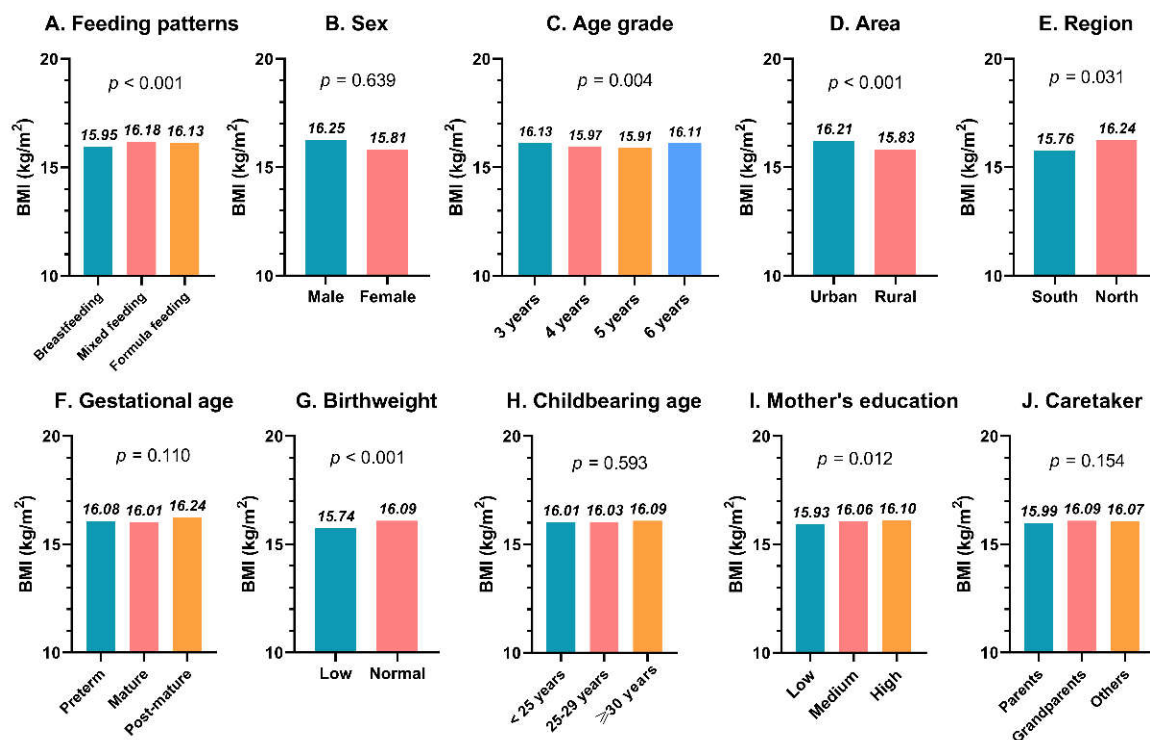 A. Feeding patterns
BMI (kg/m²)
20
15
10
p < 0.001
15.95 16.18 16.13
Breastfeeding
Mixed feeding
Formula feeding
B. Sex
BMI (kg/m²)
20
15
10
p = 0.639
16.25 15.81
Male Female
C. Age grade
BMI (kg/m²)
20
15
10
p = 0.004
16.13 15.97 15.91 16.11
3 years
4 years
5 years
6 years
D. Area
BMI (kg/m²)
20
15
10
p < 0.001
16.21 15.83
Urban Rural
E. Region
BMI (kg/m²)
20
15
10
p = 0.031
15.76 16.24
South North
F. Gestational age
BMI (kg/m²)
20
15
10
p = 0.110
16.08 16.01 16.24
Preterm
Mature
Post-mature
G. Birthweight
BMI (kg/m²)
20
15
10
p < 0.001
15.74 16.09
Low Normal
H. Childbearing age
BMI (kg/m²)
20
15
10
p = 0.593
16.01 16.03 16.09
< 25 years
25-29 years
⩾30 years
I. Mother's education
BMI (kg/m²)
20
15
10
p = 0.012
15.93 16.06 16.10
Low
Medium
High
J. Caretaker
BMI (kg/m²)
20
15
10
p = 0.154
15.99 16.09 16.07
Parents
Grandparents
Others